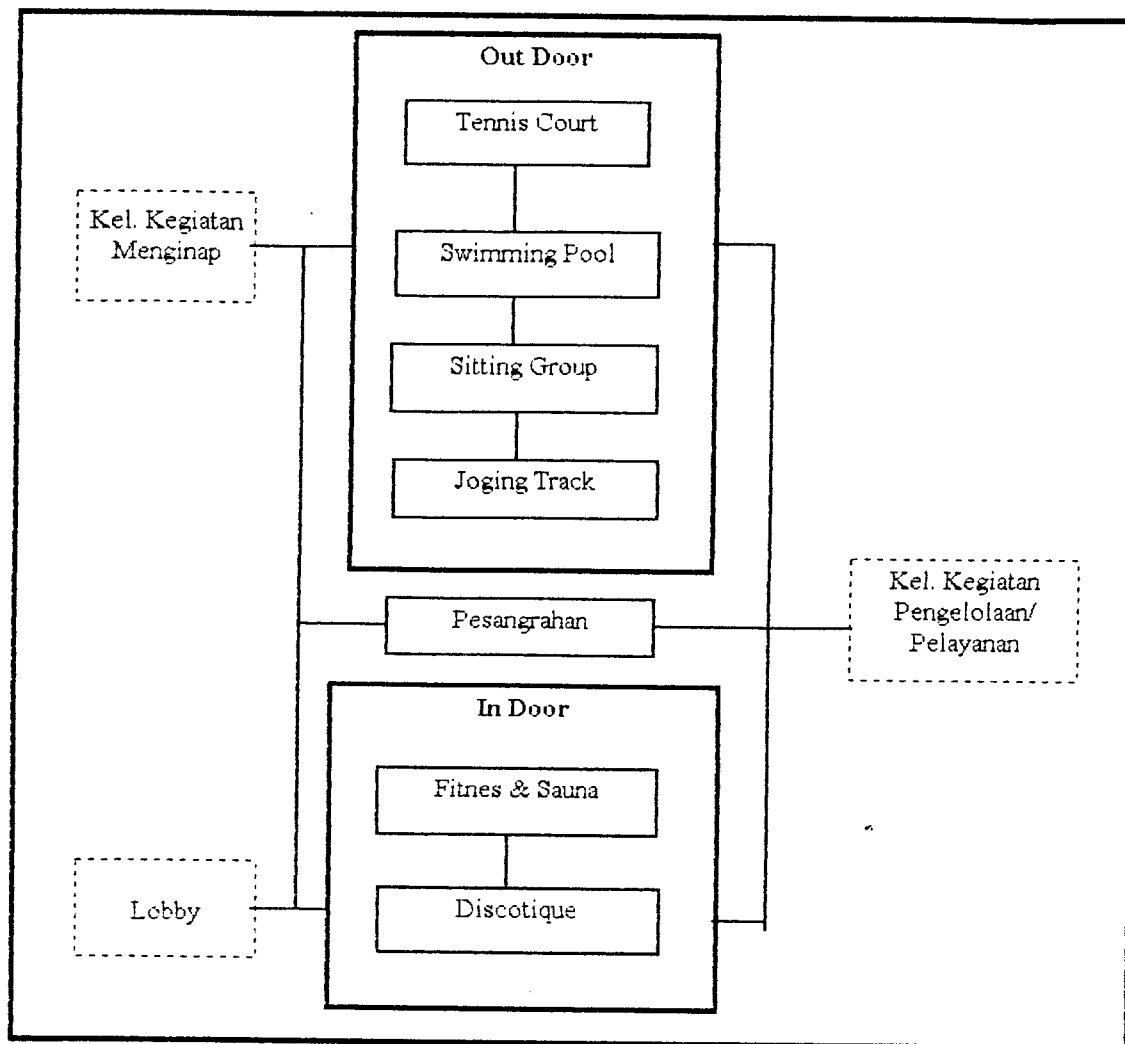 Out Door
Tennis Court
Kel. Kegiatan
Menginap
Swimming Pool
Sitting Group
Joging Track
Kel. Kegiatan
Pengelolaan/
Pelayanan
Pesangrahan
In Door
Fitnes & Sauna
Lobby
Discotique